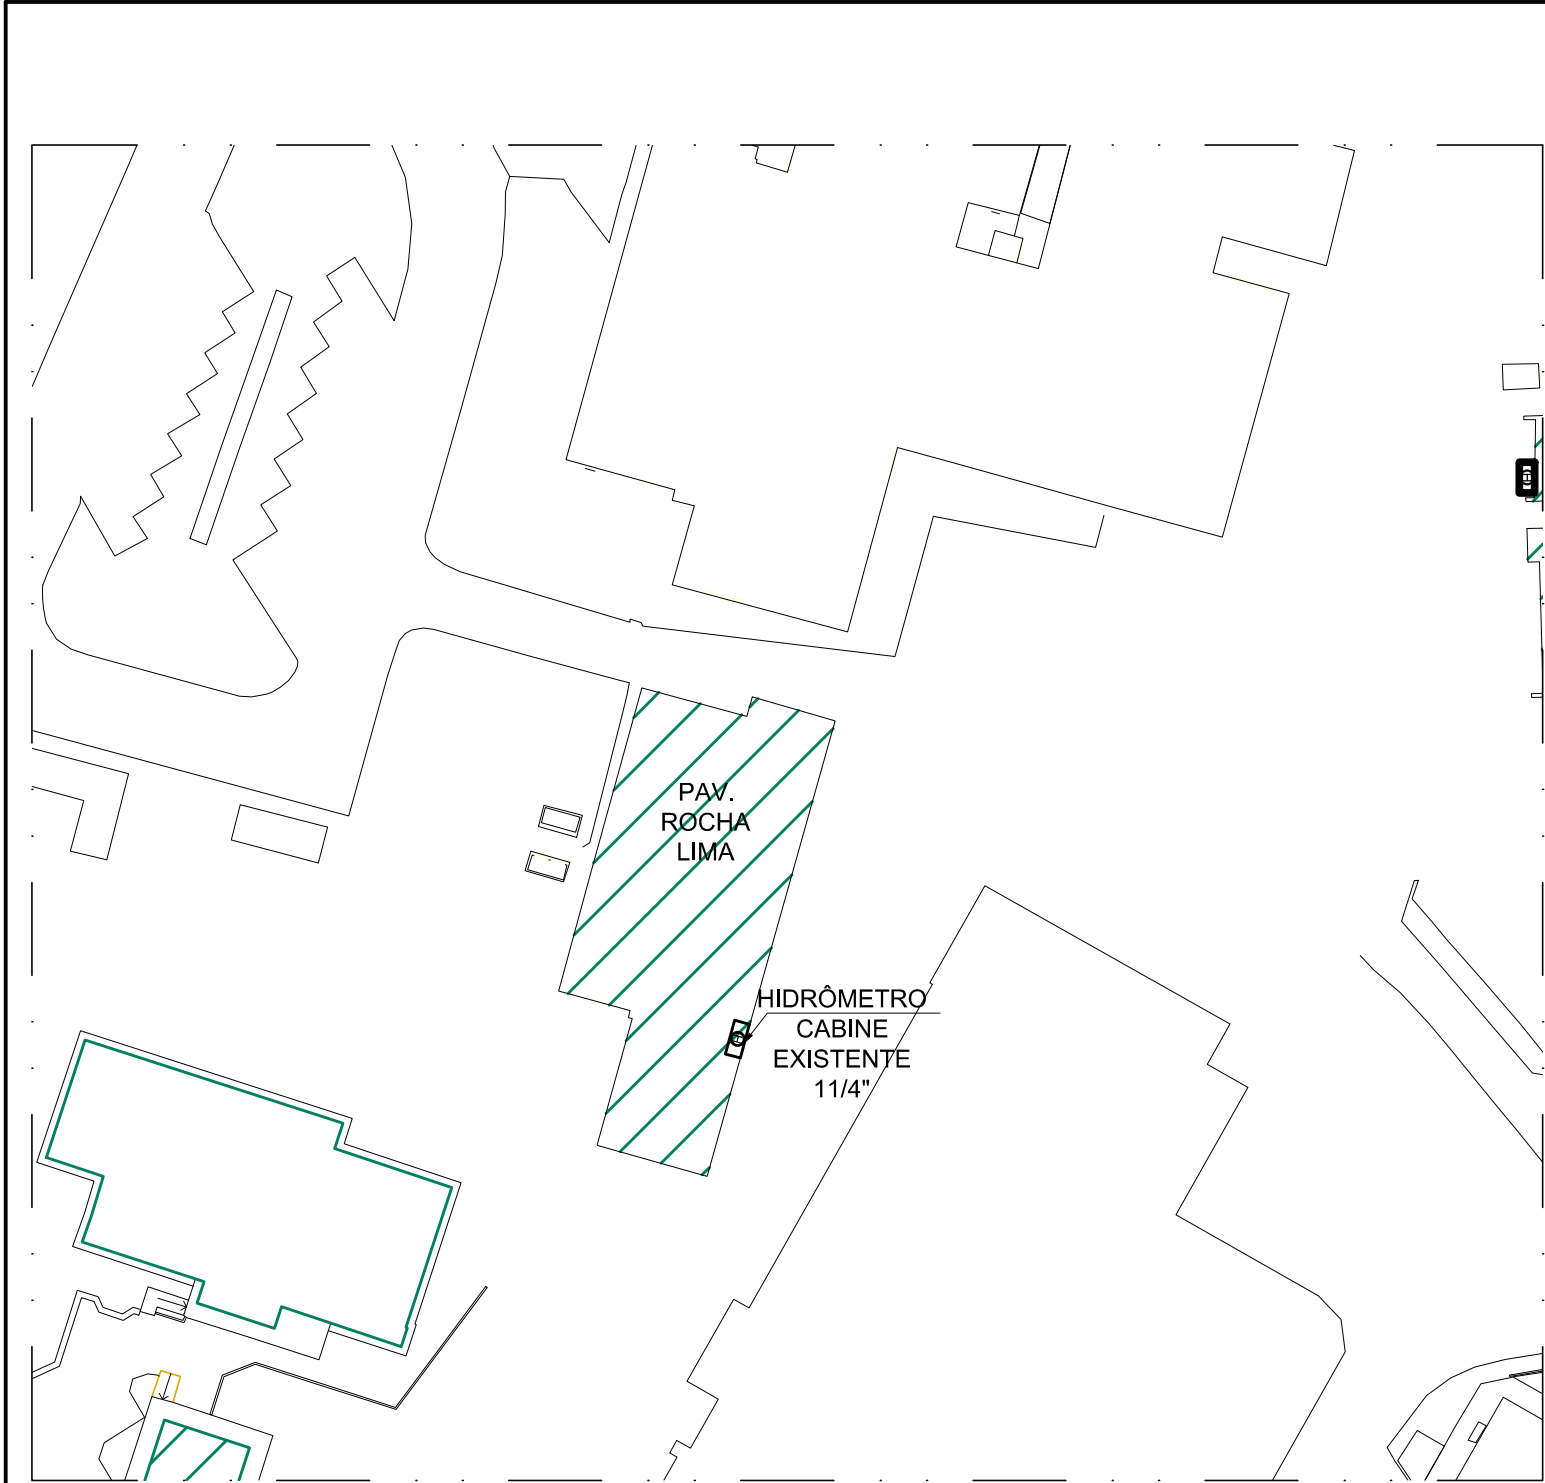 PAV.
ROCHA
LIMA
HIDRÔMETRO
CABINE
EXISTENTE
11/4"